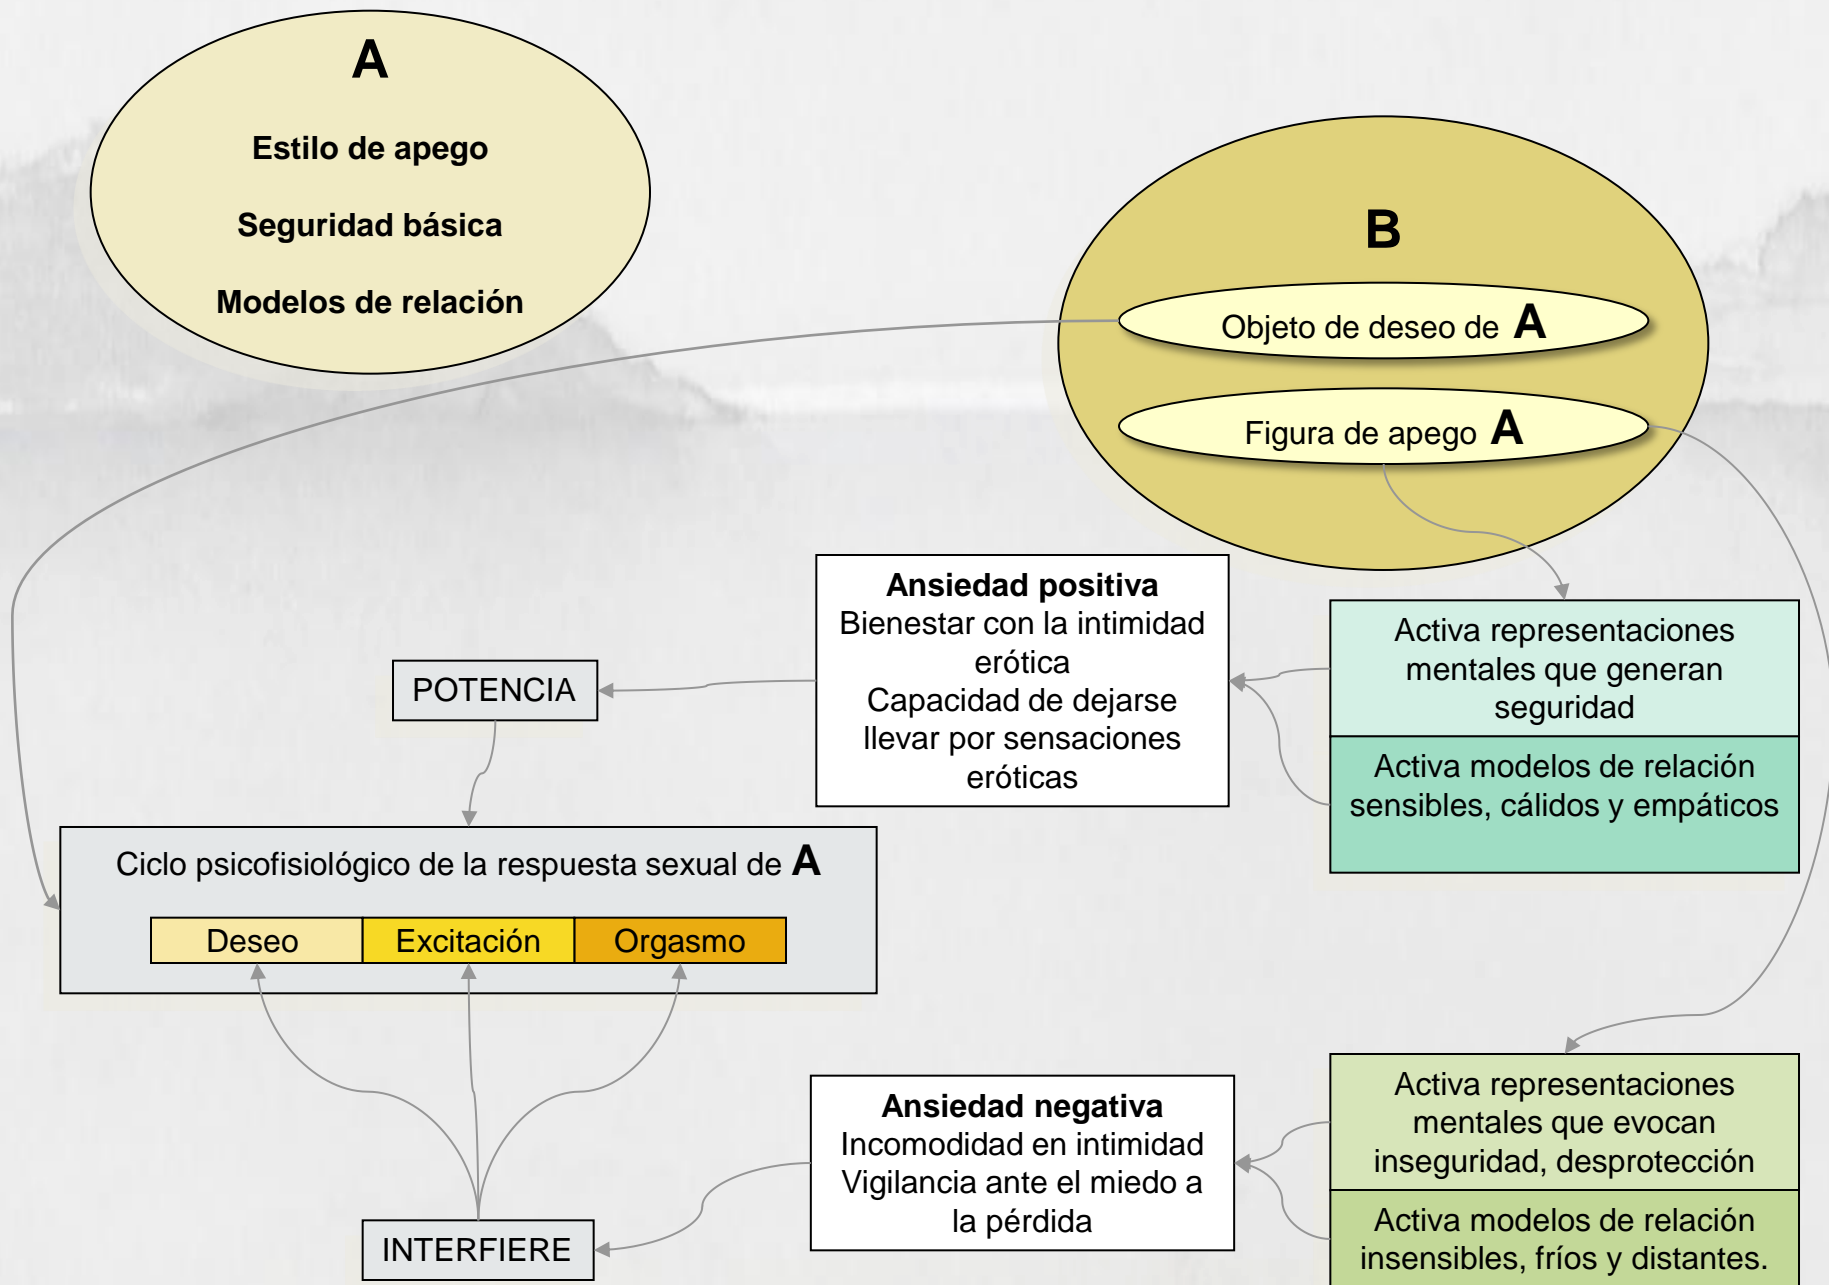 A
Estilo de apego
Seguridad básica
Modelos de relación
B
Objeto de deseo de A
Figura de apego A
Ansiedad positiva
Bienestar con la intimidad
erótica
Capacidad de dejarse
llevar por sensaciones
eróticas
Activa representaciones
mentales que generan
seguridad
Activa modelos de relación
sensibles, cálidos y empáticos
POTENCIA
Ciclo psicofisiológico de la respuesta sexual de A
Deseo
Excitación
Orgasmo
Ansiedad negativa
Incomodidad en intimidad
Vigilancia ante el miedo a
la pérdida
Activa representaciones
mentales que evocan
inseguridad, desprotección
Activa modelos de relación
insensibles, fríos y distantes.
INTERFIERE